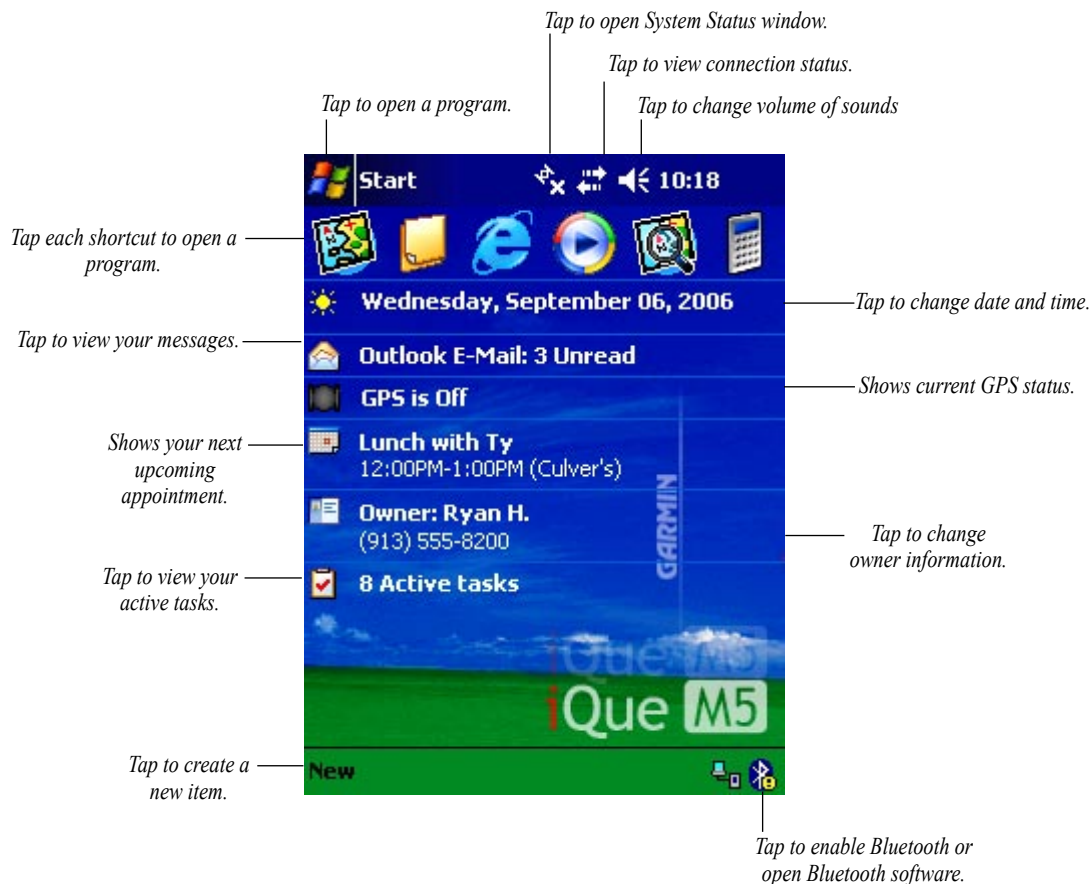 Tap to open System Status window.
Tap to view connection status.
Tap to open a program.
Tap to change volume of sounds
Start
10:18
Tap each shortcut to open a
program.
Wednesday, September 06, 2006
Tap to change date and time.
Tap to view your messages.
Outlook E-Mail: 3 Unread
GPS is Off
Shows current GPS status.
Shows your next
upcoming
appointment.
Lunch with Ty
12:00PM-1:00PM (Culver's)
GARMIN
Owner: Ryan H.
(913) 555-8200
Tap to change
owner information.
Tap to view your
active tasks.
8 Active tasks
iQue M5
iQue M5
Tap to create a
new item.
New
Tap to enable Bluetooth or
open Bluetooth software.